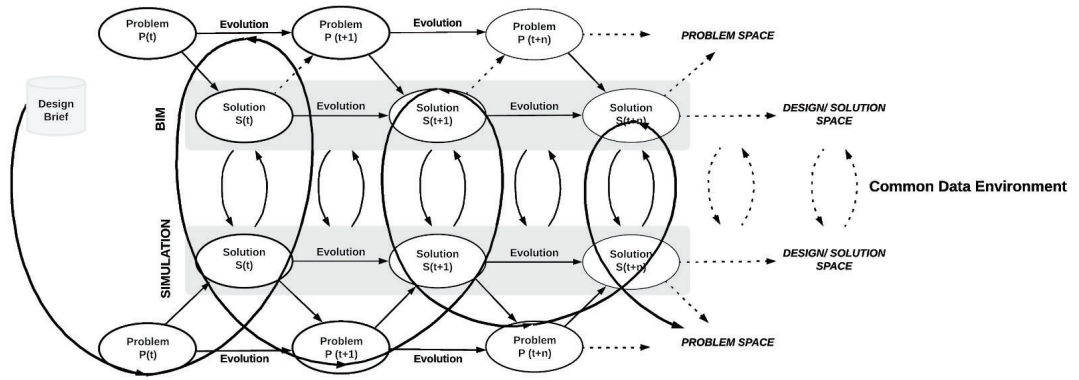 Problem
P(t)
Evolution
Problem
P (t+1)
Evolution
Problem
P (t+n)
PROBLEM SPACE
Design
Brief
BIM
Solution
S(t)
Evolution
Solution
S(t+1)
Evolution
Solution
S(t+n)
DESIGN/ SOLUTION
SPACE
Common Data Environment
SIMULATION
Solution
S(t)
Evolution
Solution
S(t+1)
Evolution
Solution
S(t+n)
DESIGN/ SOLUTION
SPACE
Problem
P(t)
Evolution
Problem
P (t+1)
Evolution
Problem
P (t+n)
PROBLEM SPACE